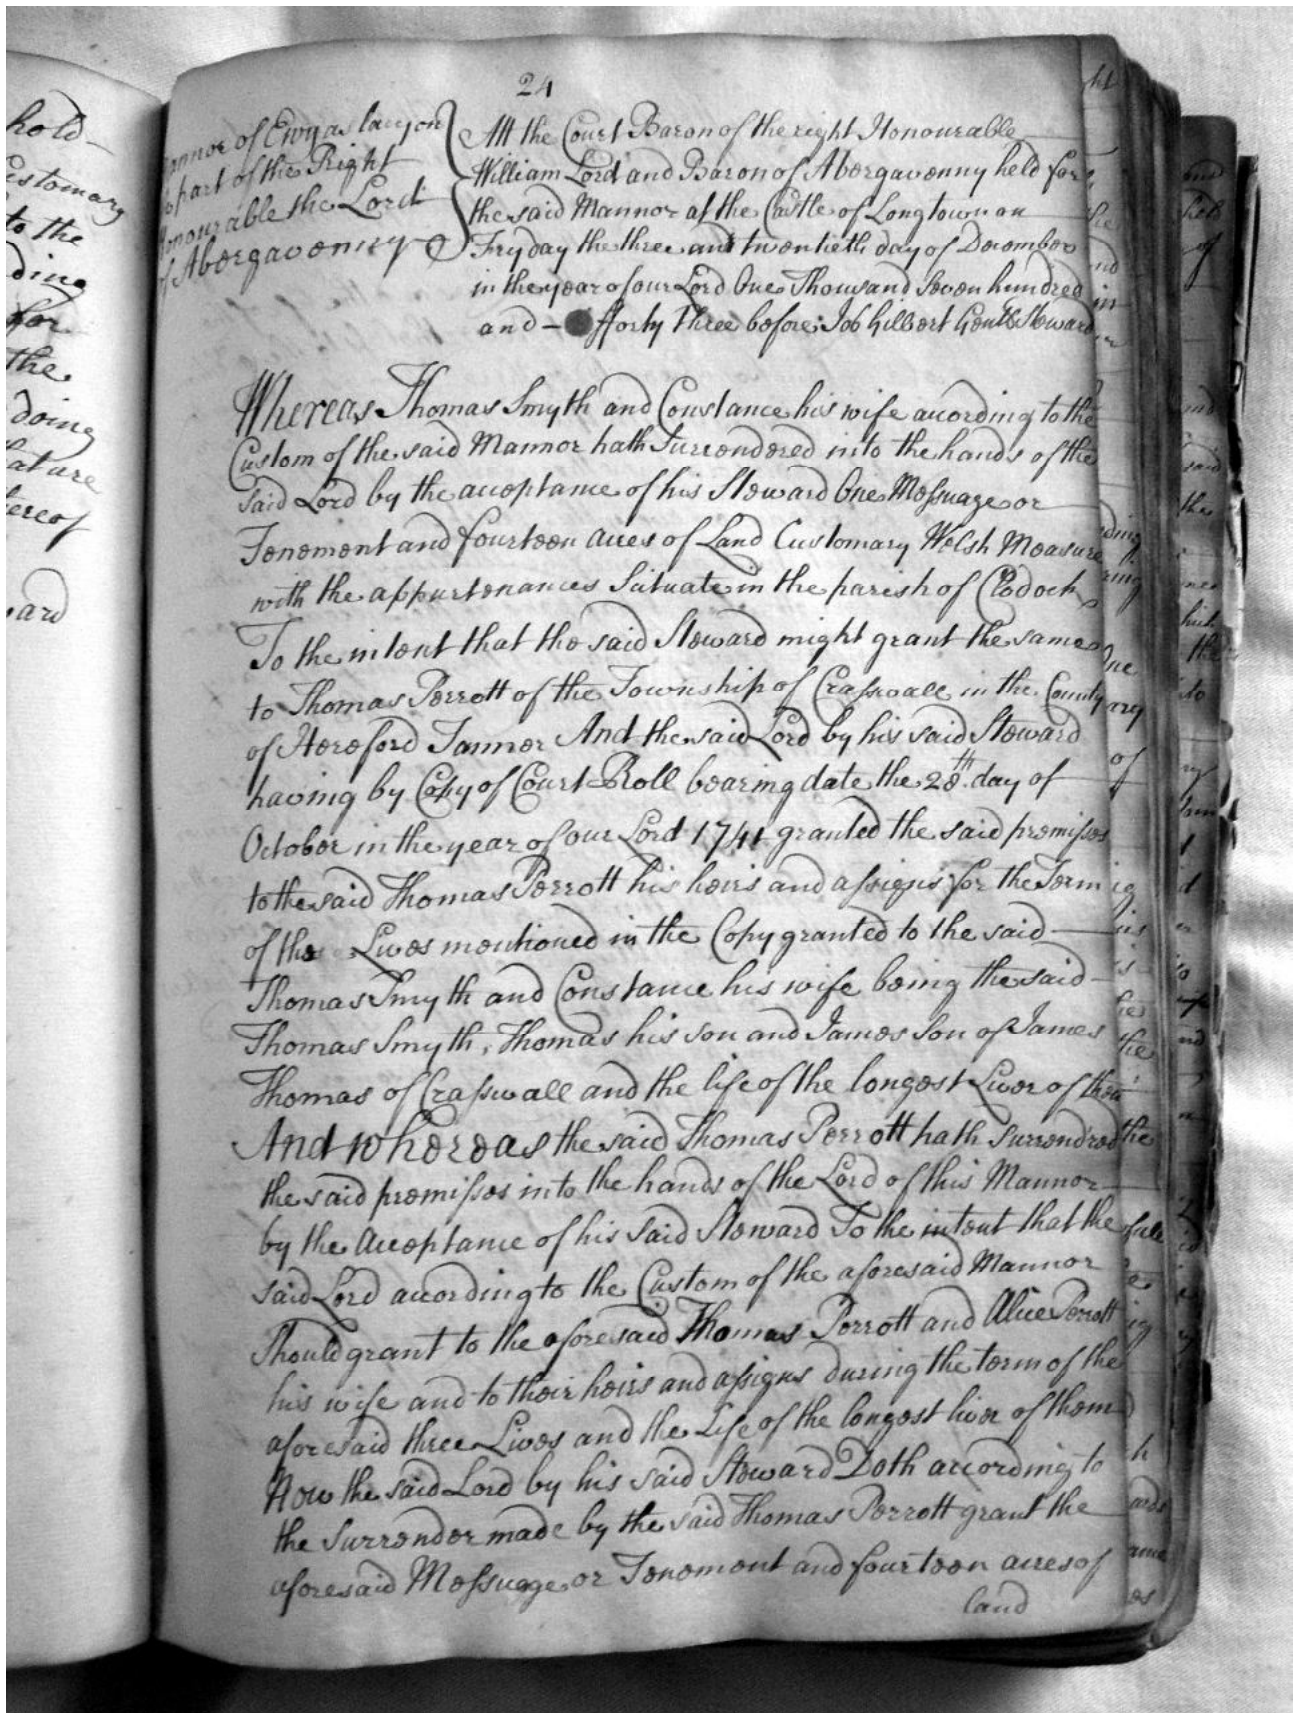 24
Mannor of Ewyas lacy on
part of the Right
Honourable the Lord
of Abergavenny
Att the Court Baron of the right Honourable
William Lord and Baron of Abergavenny held for
the said Mannor at the Castle of Longtown on
Fryday the three and twentieth day of December
in the year of our Lord One Thousand Seven hundred
and – fforty three before Job Gilbert Gentl Steward
Whereas Thomas Smyth and Constance his wife acording to the
Custom of the said Mannor hath Surrendered into the hands of the
said Lord by the acceptance of his Steward One Messuage or
Tenement and fourteen acres of Land Customary Welsh Measure
with the appurtenances Scituate in the parish of Clodock
To the intent that the said Steward might grant the same
to Thomas Perrott of the Township of Crasswall in the County
of Hereford Tanner And the said Lord by his said Steward
having by Copy of Court Roll bearing date the 28th day of
October in the year of our Lord 1741 granted the said premisses
to the said Thomas Perrott his heirs and assigns for the Term
of the Lives mentioned in the Copy granted to the said
Thomas Smyth and Constance his wife being the said
Thomas Smyth, Thomas his son and James Son of James
Thomas of Crasswall and the life of the longest Liver of them
And whereas the said Thomas Perrott hath Surrendred
the said premisses into the hands of the Lord of this Mannor
by the Acceptance of his said Steward To the intent that the
said Lord acording to the Custom of the aforesaid Mannor
Should grant to the aforesaid Thomas Perrott and Alice Perrott
his wife and to their heirs and assigns during the term of the
aforesaid three Lives and the Life of the longest liver of them
Now the said Lord by his said Steward Doth according to
the Surrender made by the said Thomas Perrott grant the
aforesaid Messuage or Tenement and fourteen acres of
land